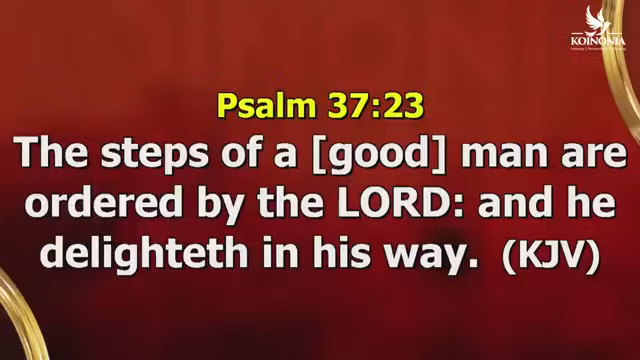 KOINONIA
Psalm 37:23
The steps of a [good] man are
ordered by the LORD: and he
delighteth in his way. (KJV)